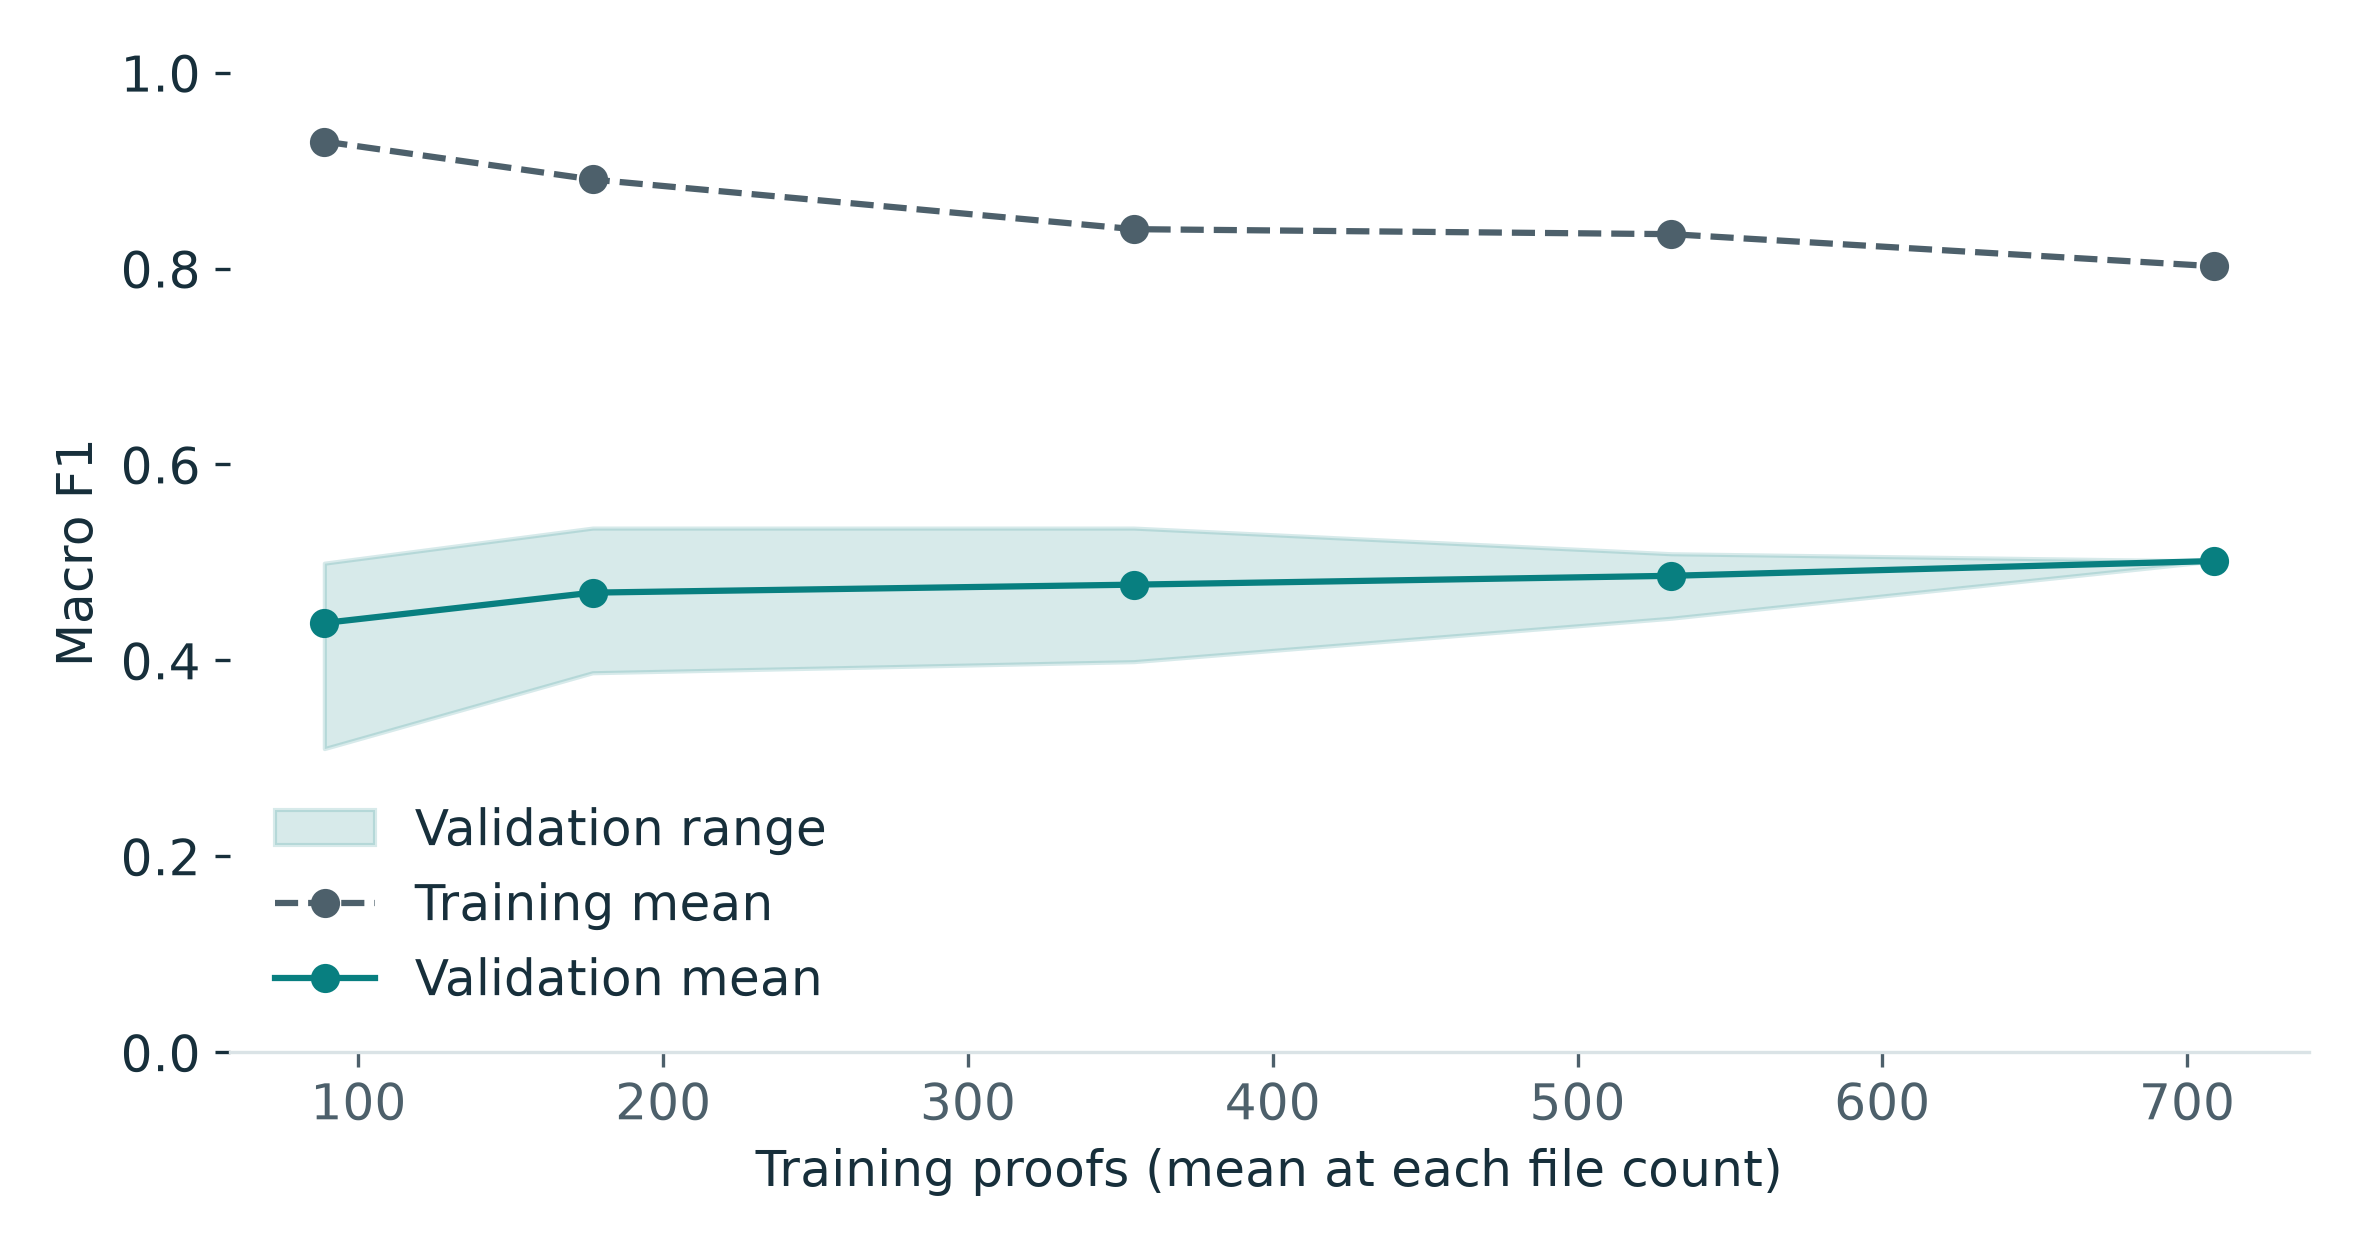 1.0
0.8
0.6
0.4
0.2
0.0
Macro F1
Validation range
Training mean
Validation mean
100 200 300 400 500 600 700
Training proofs (mean at each file count)